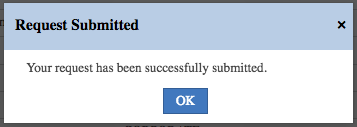 Request Submitted ×
Your request has been successfully submitted.
OK